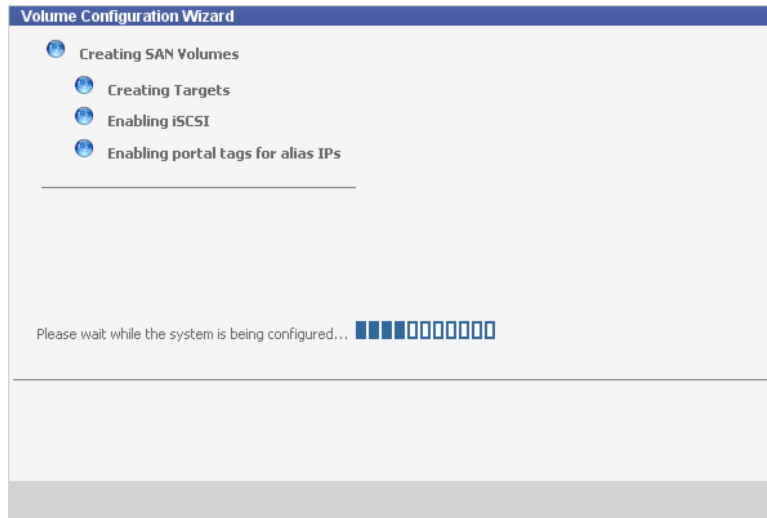 Volume Configuration Wizard
Creating SAN Volumes
Creating Targets
Enabling iSCSI
Enabling portal tags for alias IPs
Please wait while the system is being configured...